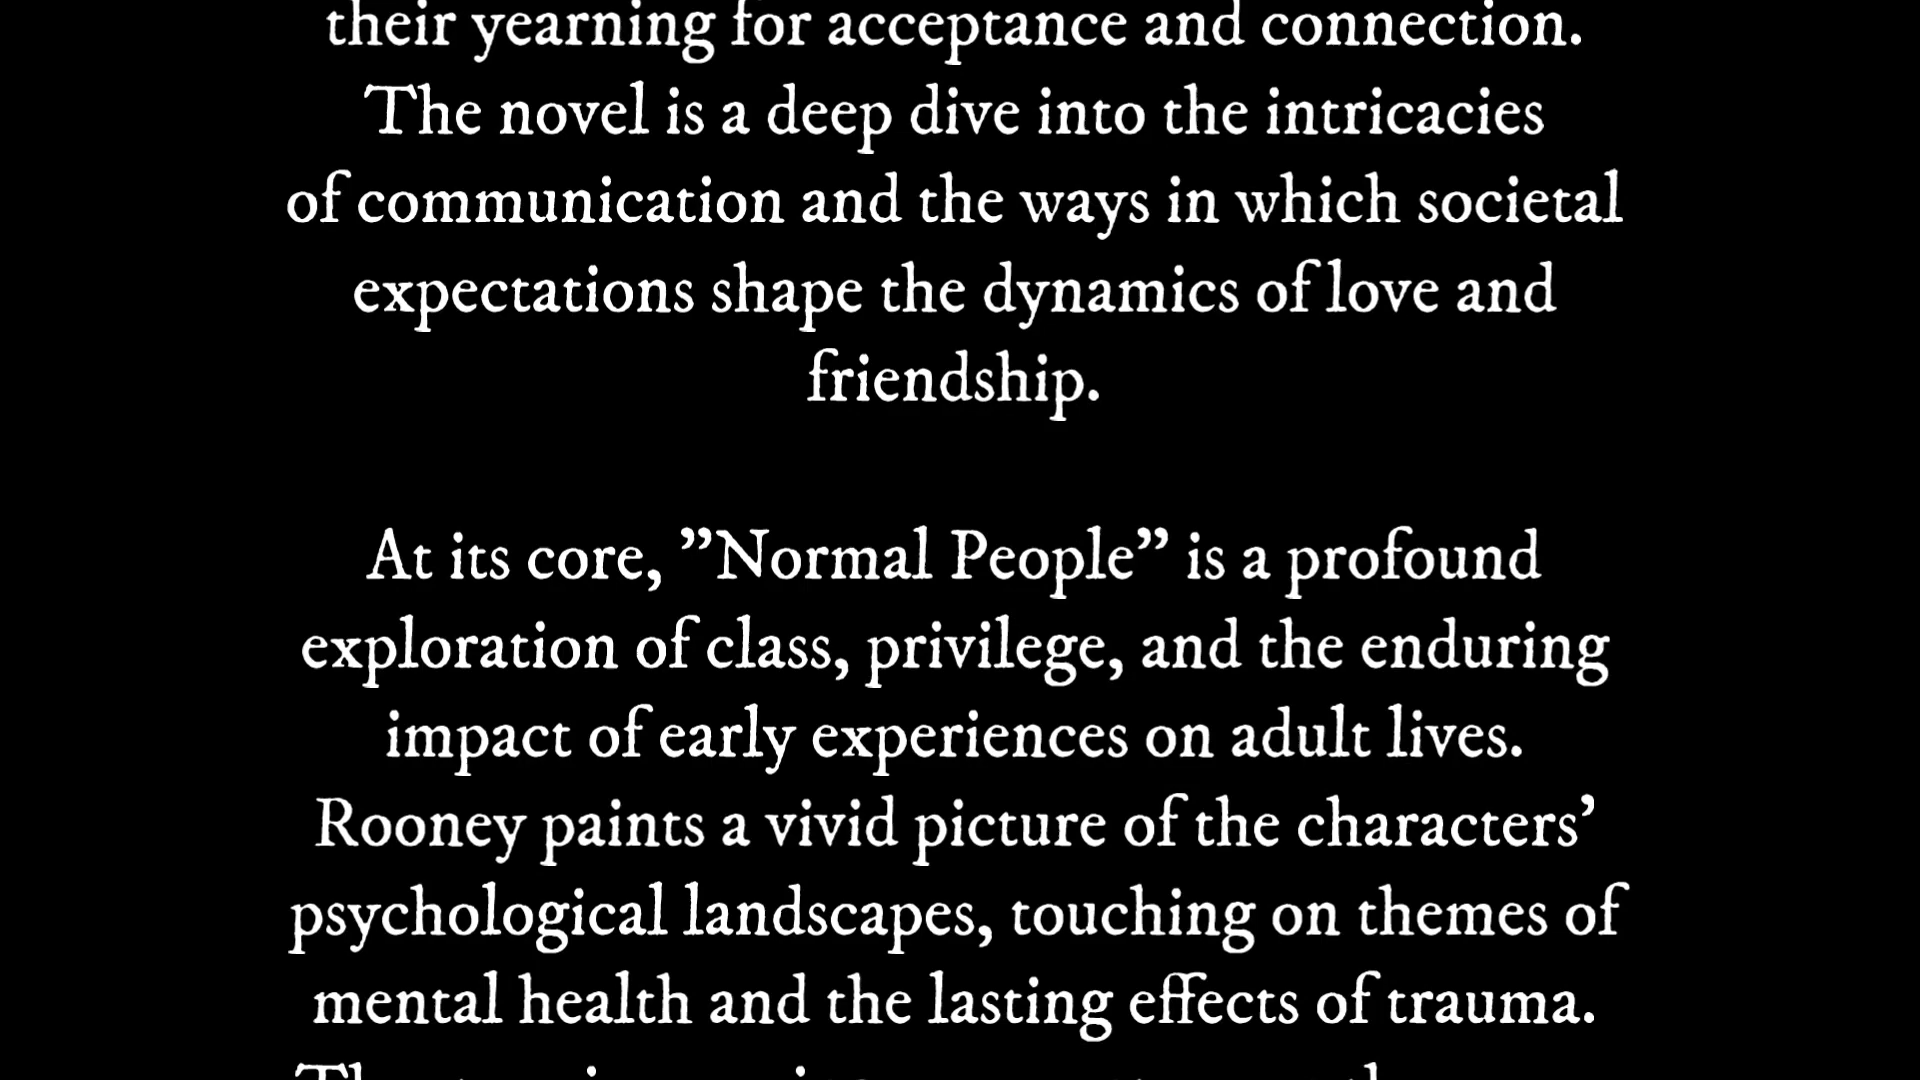 their yearning for acceptance and connection.
The novel is a deep dive into the intricacies
of communication and the ways in which societal
expectations shape the dynamics of love and
friendship.
At its core, ”Normal People” is a profound
exploration of class, privilege, and the enduring
impact of early experiences on adult lives.
Rooney paints a vivid picture of the characters’
psychological landscapes, touching on themes of
mental health and the lasting effects of trauma.